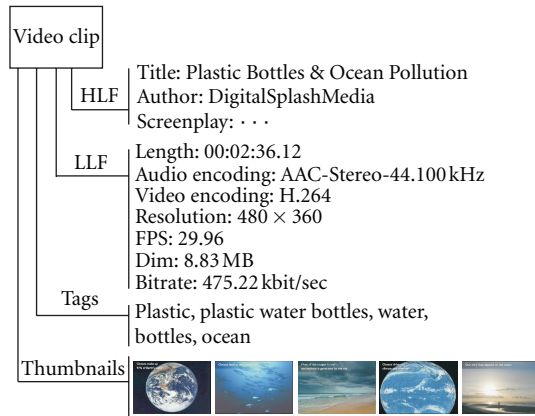 Video clip
HLF
Title: Plastic Bottles & Ocean Pollution
Author: DigitalSplashMedia
Screenplay: · · ·
LLF
Length: 00:02:36.12
Audio encoding: AAC-Stereo-44.100 kHz
Video encoding: H.264
Resolution: 480 × 360
FPS: 29.96
Dim: 8.83 MB
Bitrate: 475.22 kbit/sec
Tags
Plastic, plastic water bottles, water,
bottles, ocean
Thumbnails